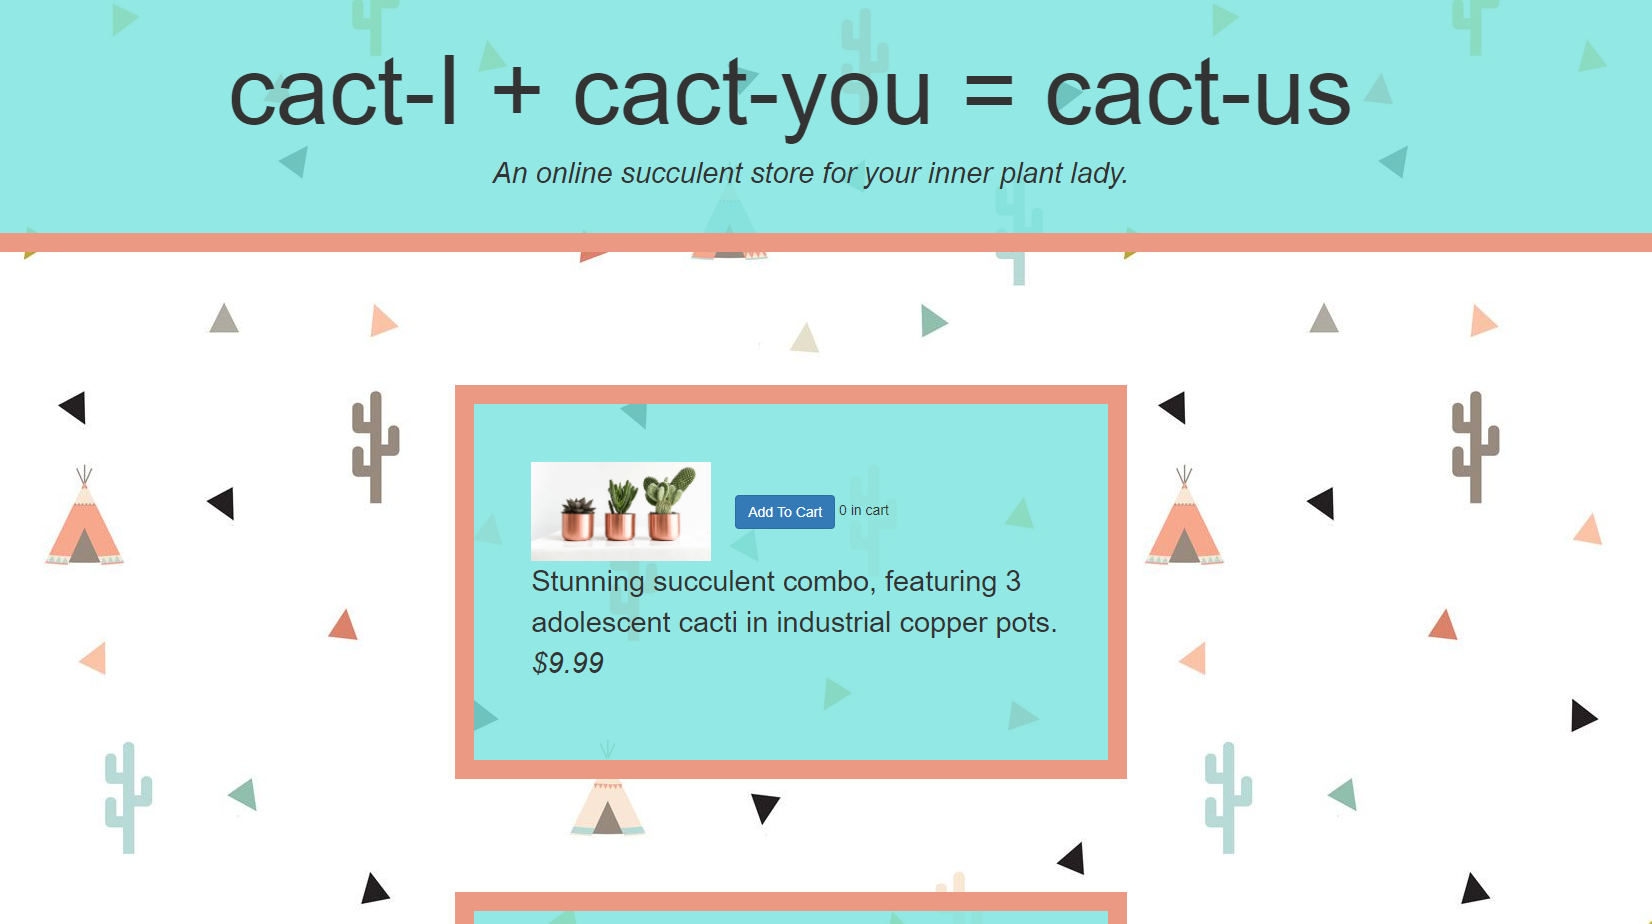 cact-I + cact-you = cact-us
An online succulent store for your inner plant lady.
Add To Cart 0 in cart
Stunning succulent combo, featuring 3
adolescent cacti in industrial copper pots.
$9.99